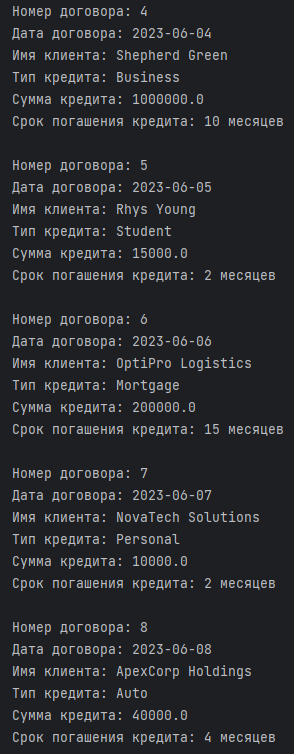 Номер договора: 4
Дата договора: 2023-06-04
Имя клиента: Shepherd Green
Тип кредита: Business
Сумма кредита: 1000000.0
Срок погашения кредита: 10 месяцев
Номер договора: 5
Дата договора: 2023-06-05
Имя клиента: Rhys Young
Тип кредита: Student
Сумма кредита: 15000.0
Срок погашения кредита: 2 месяцев
Номер договора: 6
Дата договора: 2023-06-06
Имя клиента: OptiPro Logistics
Тип кредита: Mortgage
Сумма кредита: 200000.0
Срок погашения кредита: 15 месяцев
Номер договора: 7
Дата договора: 2023-06-07
Имя клиента: NovaTech Solutions
Тип кредита: Personal
Сумма кредита: 10000.0
Срок погашения кредита: 2 месяцев
Номер договора: 8
Дата договора: 2023-06-08
Имя клиента: ApexCorp Holdings
Тип кредита: Auto
Сумма кредита: 40000.0
Срок погашения кредита: 4 месяцев